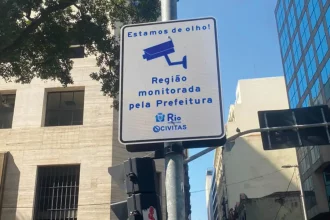 Estamos de olho!
Região
monitorada
pela Prefeitura
Rio
CIVITAS